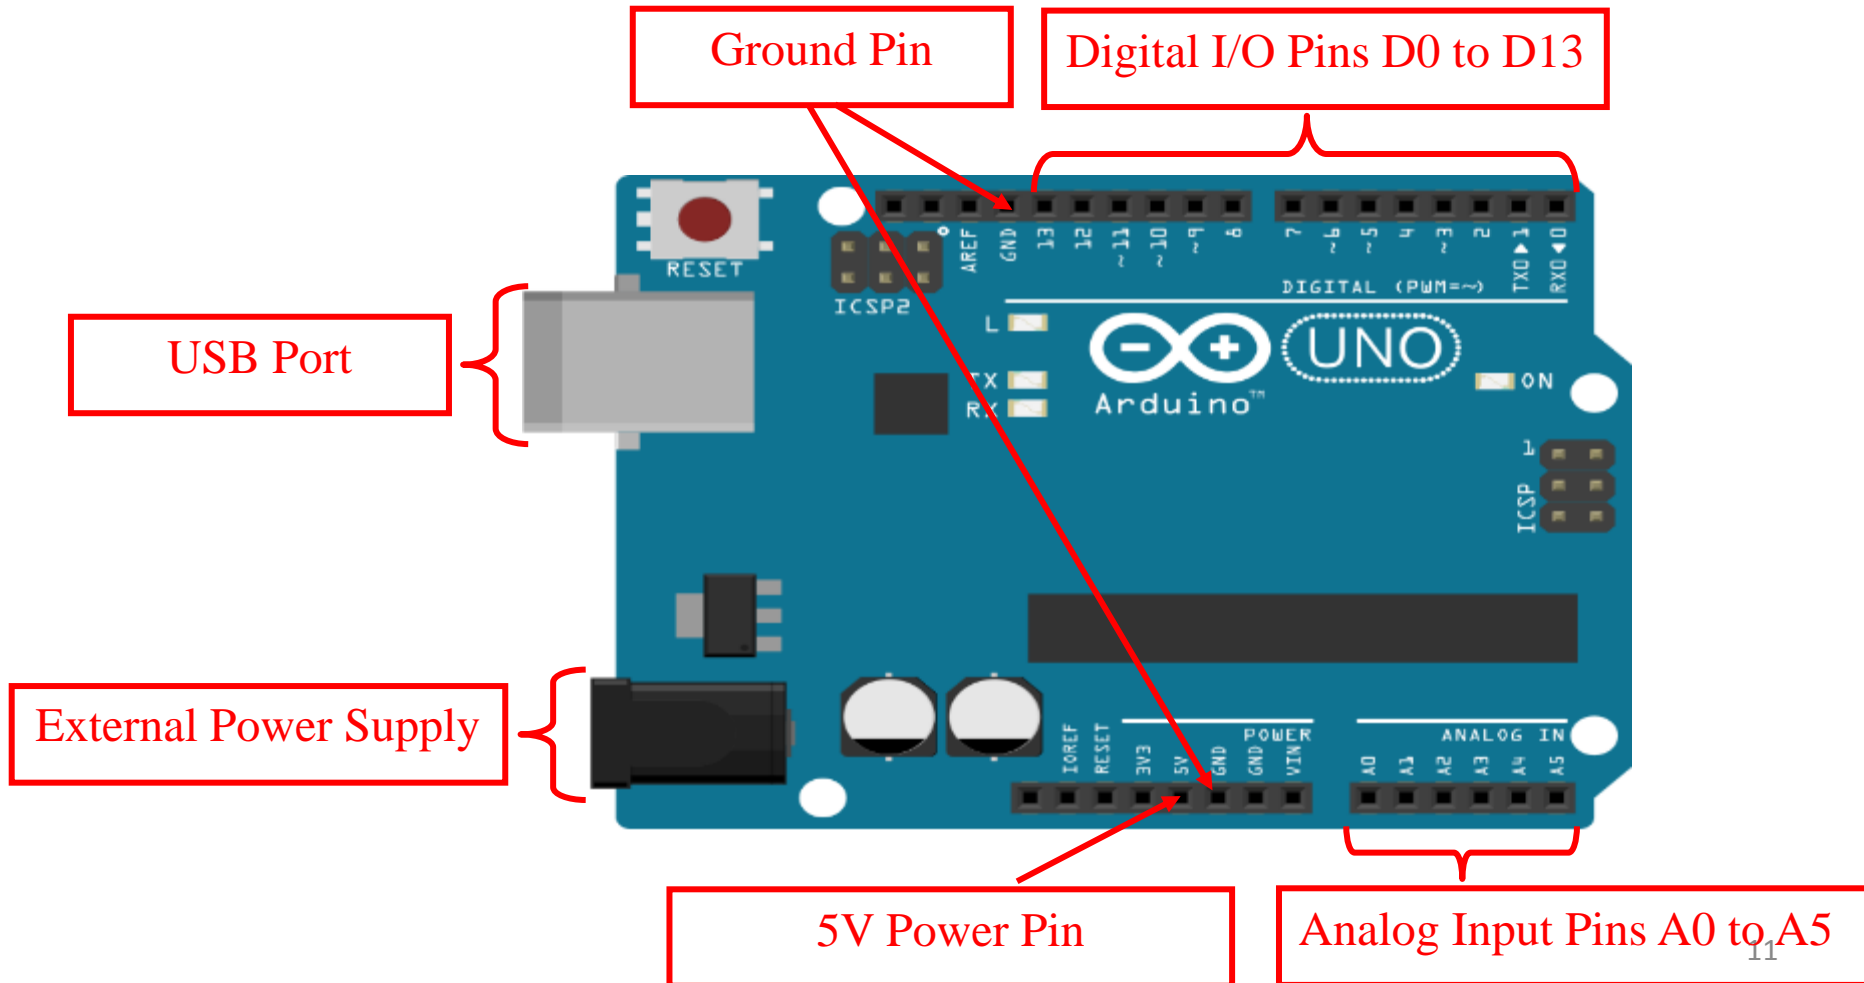 Ground Pin
Digital I/O Pins D0 to D13
RESET
ICSP2
AREF
GND
13
12
~11
~10
~9
8
7
~6
~5
4
~3
2
TX0▶1
RX0◀0
DIGITAL (PWM=~)
USB Port
L
TX
RX
UNO
ON
Arduino™
1
ICSP
External Power Supply
POWER
ANALOG IN
IOREF
RESET
3V3
5V
GND
GND
VIN
A0
A1
A2
A3
A4
A5
5V Power Pin
Analog Input Pins A0 to A5
11